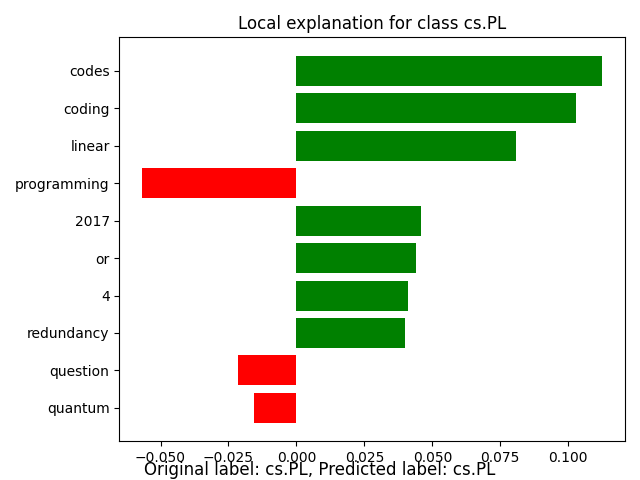 Local explanation for class cs.PL
codes
coding
linear
programming
2017
or
4
redundancy
question
quantum
−0.050 −0.025 0.000 0.025 0.050 0.075 0.100
Original label: cs.PL, Predicted label: cs.PL